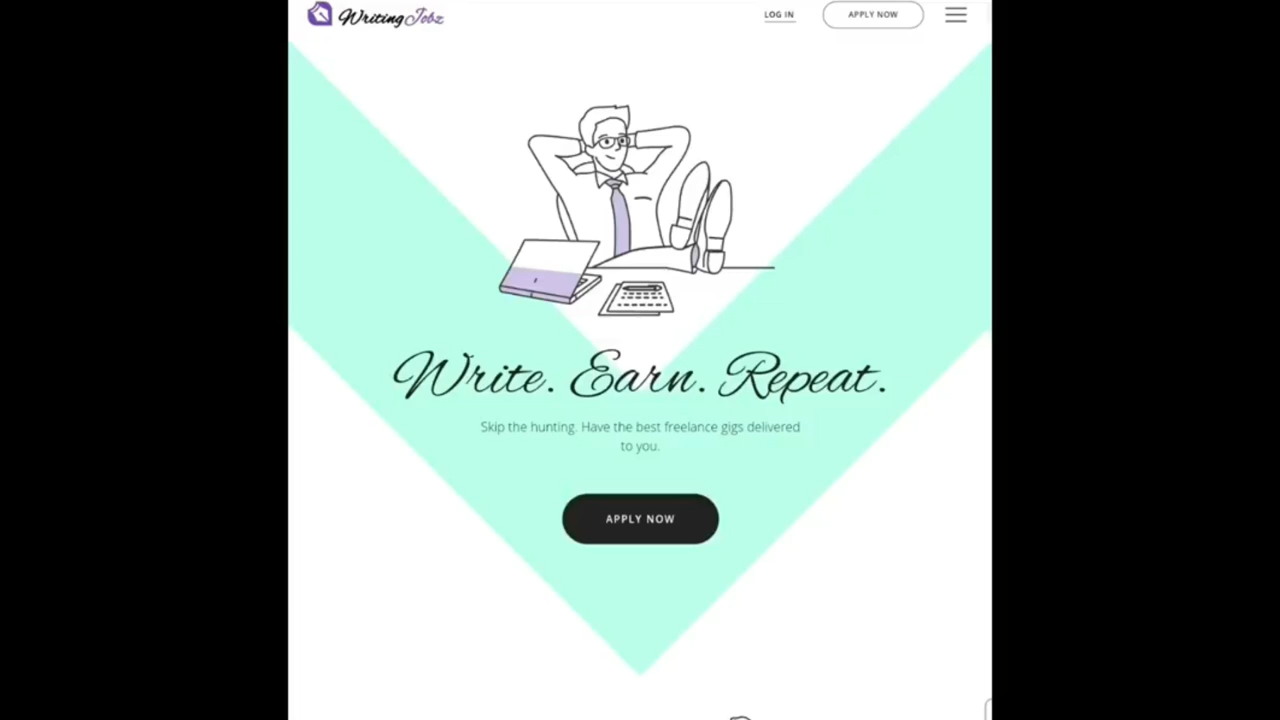 WritingJobz
LOG IN
APPLY NOW
Write. Earn. Repeat.
Skip the hunting. Have the best freelance gigs delivered
to you.
APPLY NOW